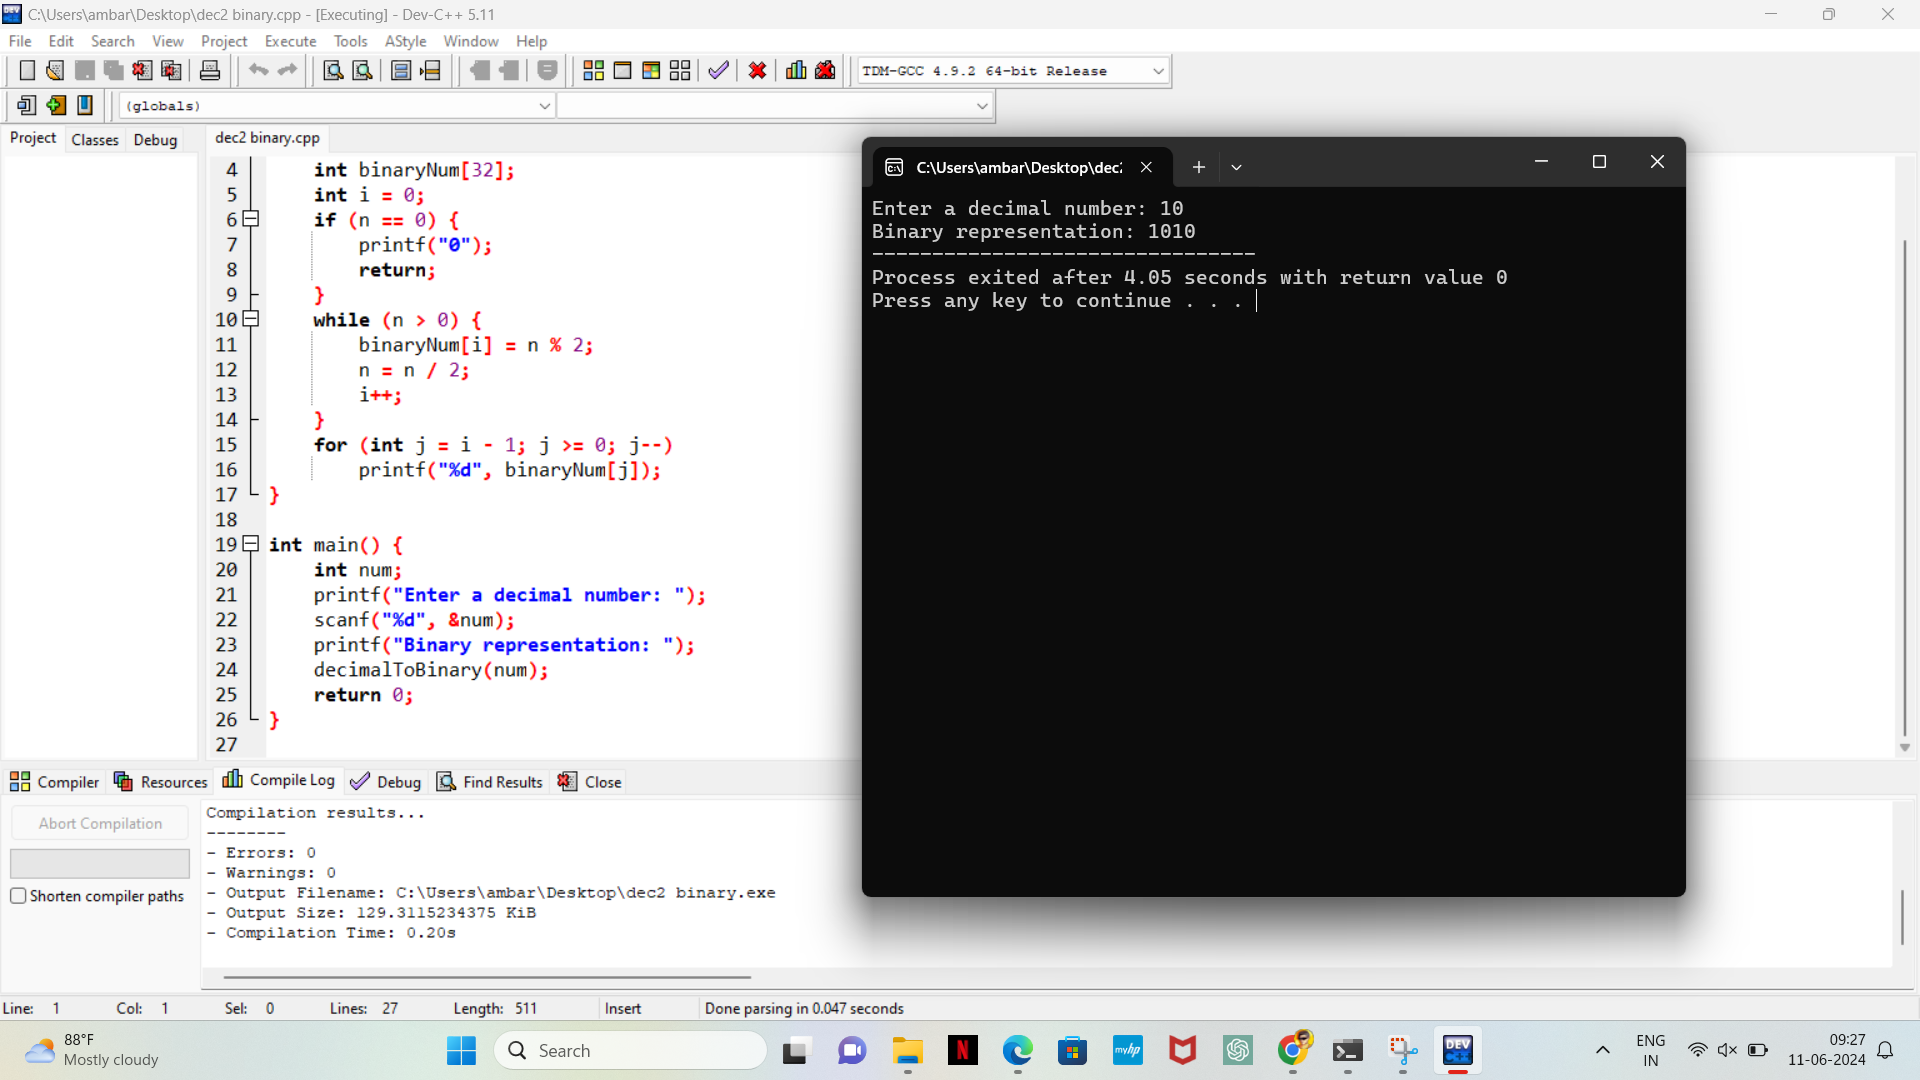 C:\Users\ambar\Desktop\dec2 binary.cpp - [Executing] - Dev-C++ 5.11
File Edit Search View Project Execute Tools AStyle Window Help
TDM-GCC 4.9.2 64-bit Release
(globals)
Project Classes Debug
dec2 binary.cpp
4 int binaryNum[32];
5 int i = 0;
6 if (n == 0) {
7 printf("0");
8 return;
9 }
10 while (n > 0) {
11 binaryNum[i] = n % 2;
12 n = n / 2;
13 i++;
14 }
15 for (int j = i - 1; j >= 0; j--)
16 printf("%d", binaryNum[j]);
17 }
18
19 int main() {
20 int num;
21 printf("Enter a decimal number: ");
22 scanf("%d", &num);
23 printf("Binary representation: ");
24 decimalToBinary(num);
25 return 0;
26 }
27
C:\Users\ambar\Desktop\dec2
Enter a decimal number: 10
Binary representation: 1010
--------------------------------
Process exited after 4.05 seconds with return value 0
Press any key to continue . . .
Compiler Resources Compile Log Debug Find Results Close
Abort Compilation
Shorten compiler paths
Compilation results...
--------
- Errors: 0
- Warnings: 0
- Output Filename: C:\Users\ambar\Desktop\dec2 binary.exe
- Output Size: 129.3115234375 KiB
- Compilation Time: 0.20s
Line: 1 Col: 1 Sel: 0 Lines: 27 Length: 511 Insert Done parsing in 0.047 seconds
88°F
Mostly cloudy
Search
N
myhp
DEV
C++
ENG
IN
09:27
11-06-2024